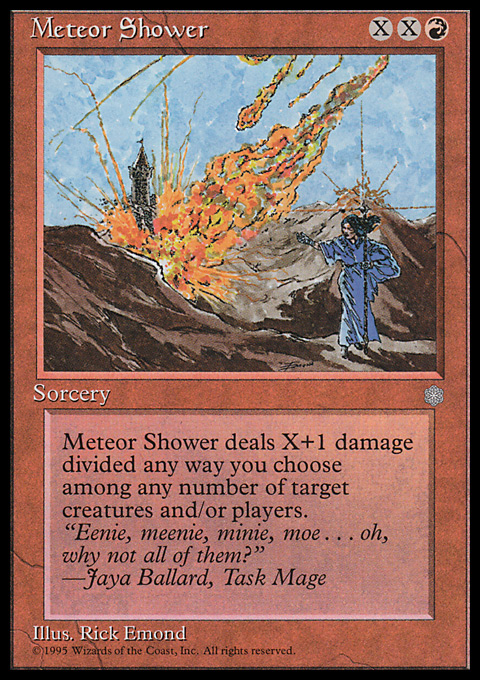 Meteor Shower X X
Sorcery
Meteor Shower deals X+1 damage
divided any way you choose
among any number of target
creatures and/or players.
“Eenie, meenie, minie, moe . . . oh,
why not all of them?”
—Jaya Ballard, Task Mage
Illus. Rick Emond
©1995 Wizards of the Coast, Inc. All rights reserved.